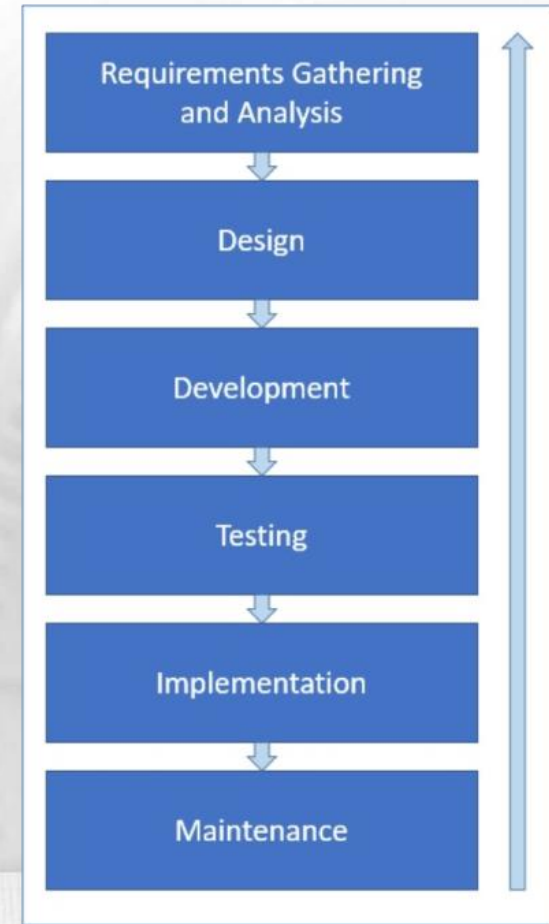 Requirements Gathering
and Analysis
Design
Development
Testing
Implementation
Maintenance